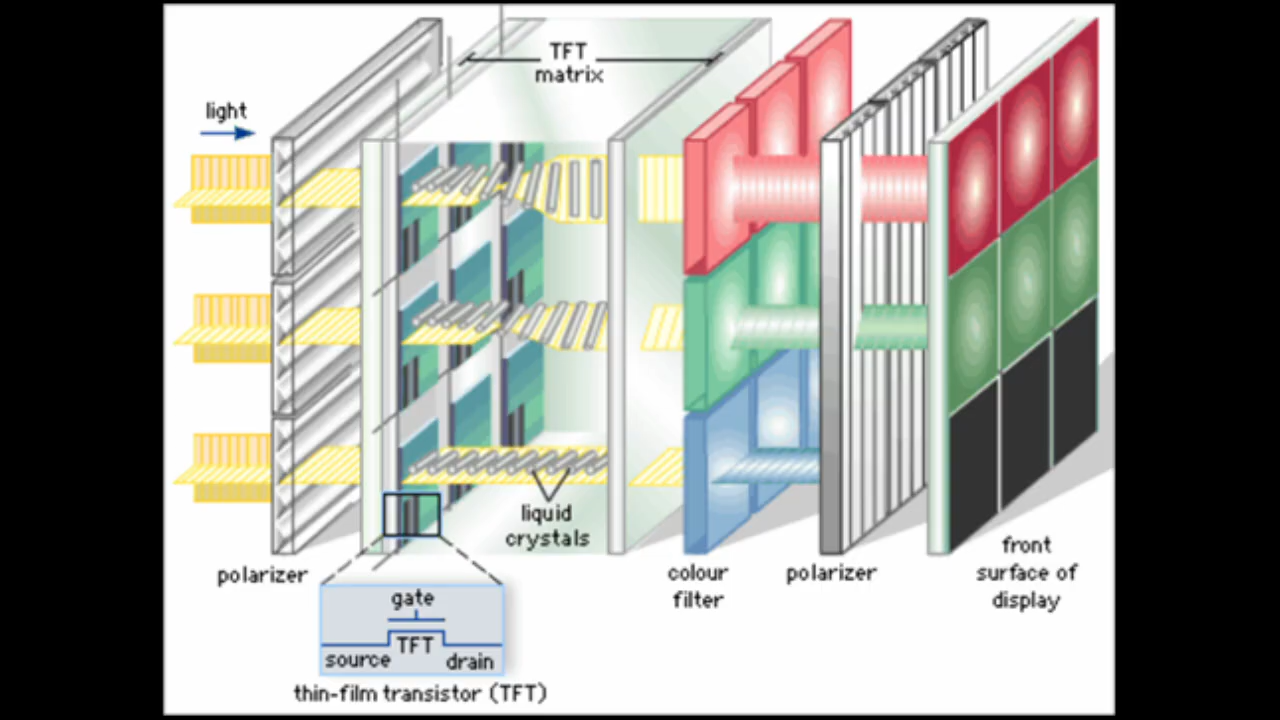 TFT
matrix
light
liquid
crystals
polarizer
colour
filter
polarizer
front
surface of
display
gate
TFT
source
drain
thin-film transistor (TFT)